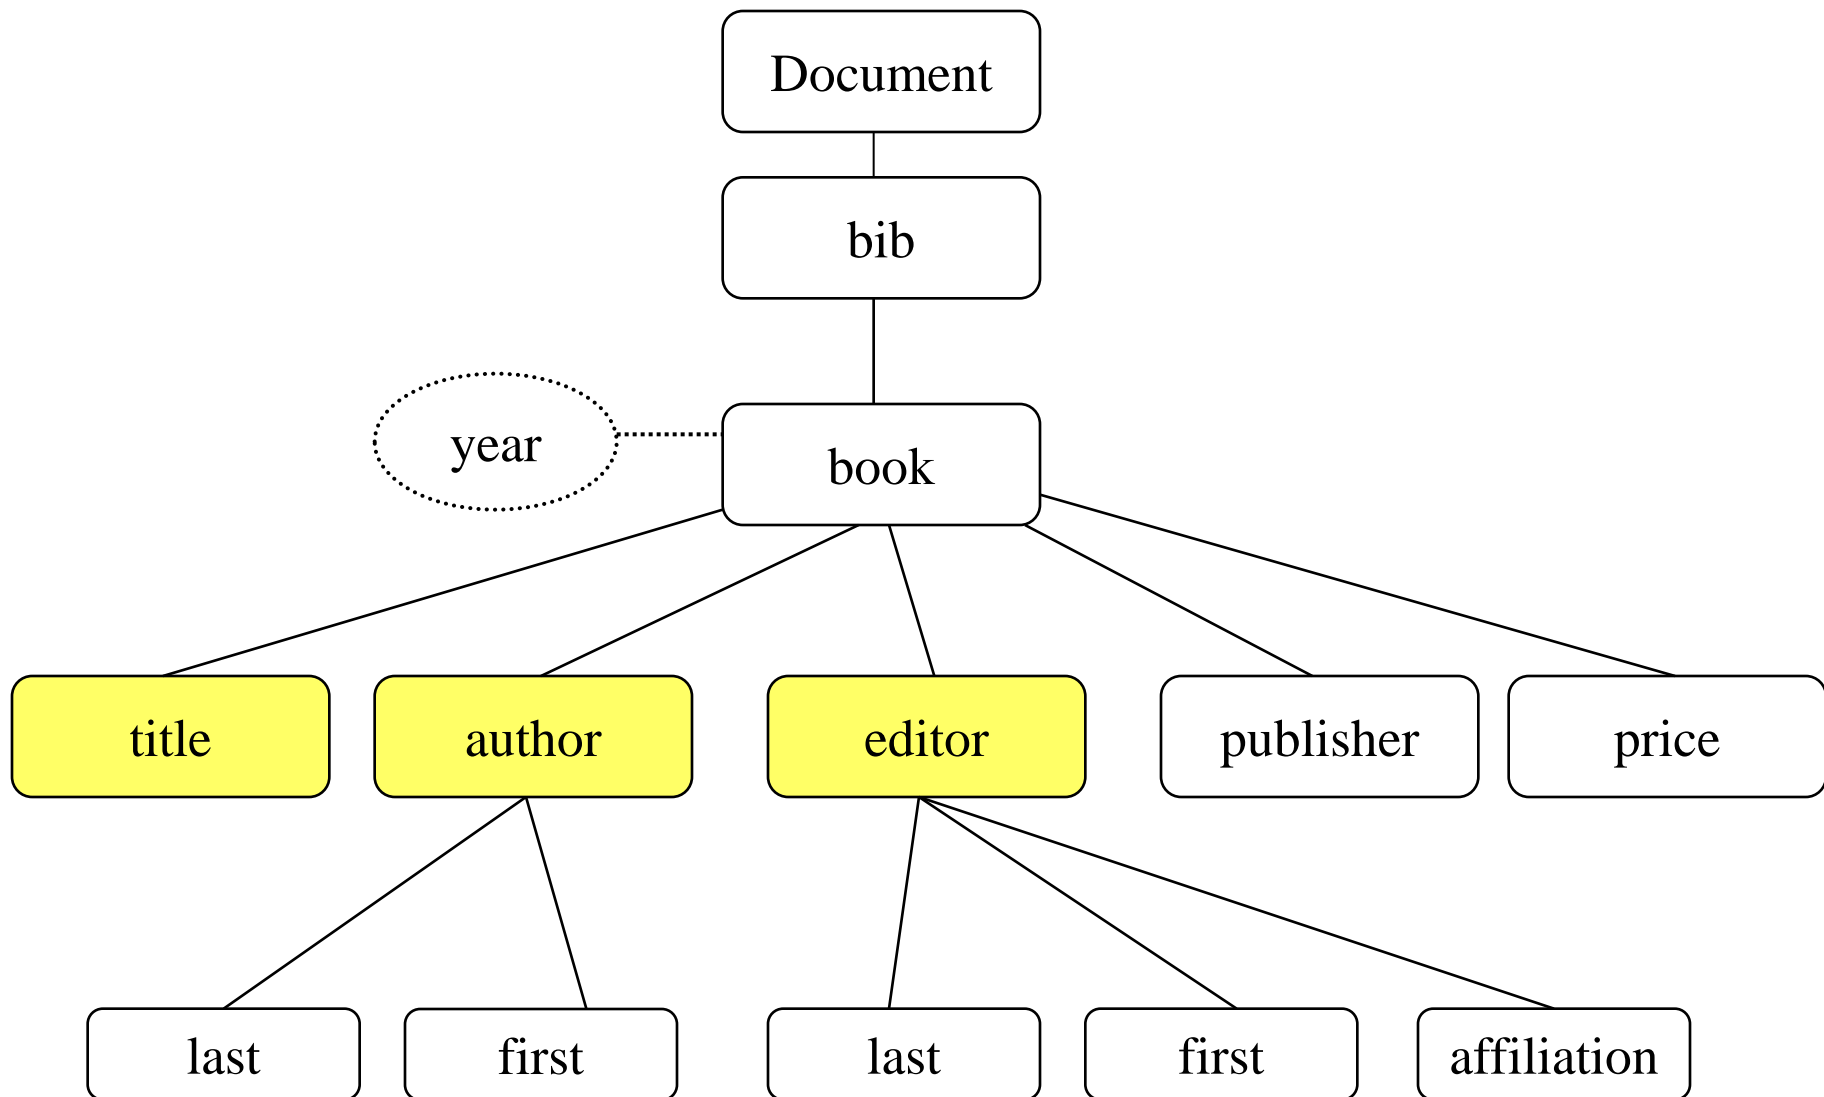 Document
bib
year
book
title
author
editor
publisher
price
last
first
last
first
affiliation